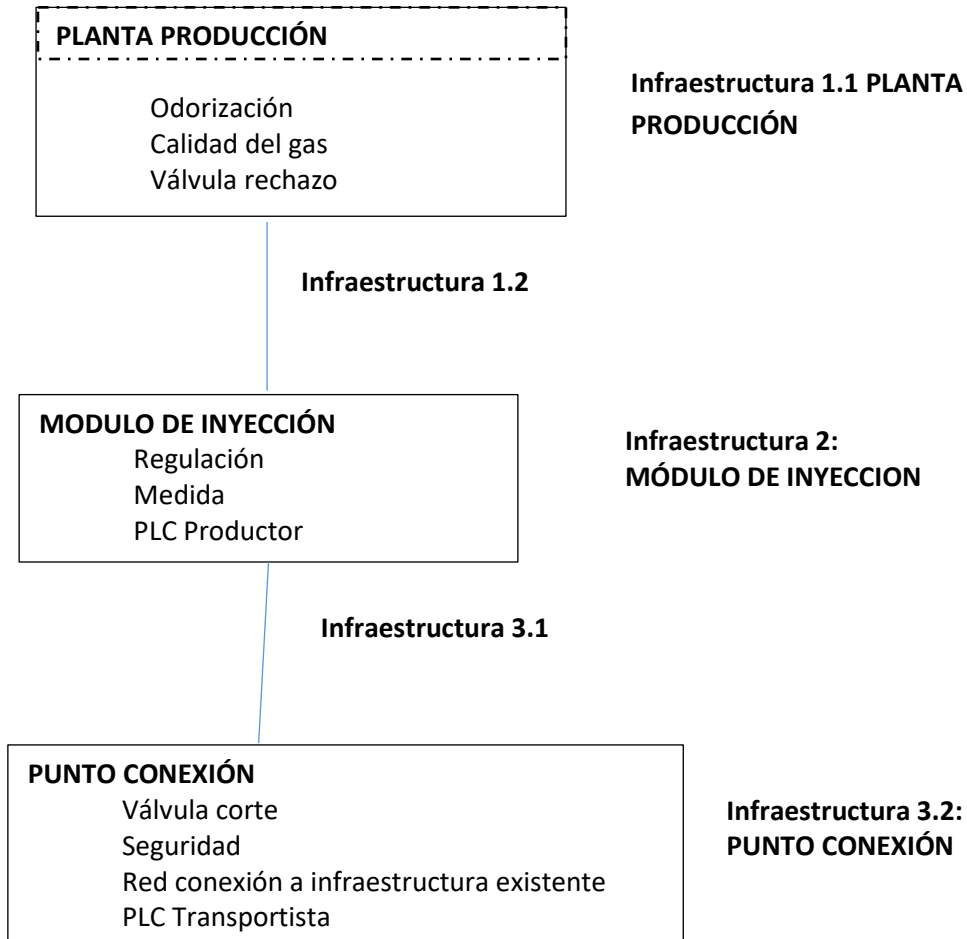 PLANTA PRODUCCIÓN
Odorización
Calidad del gas
Válvula rechazo
Infraestructura 1.1 PLANTA
PRODUCCIÓN
Infraestructura 1.2
MODULO DE INYECCIÓN
Regulación
Medida
PLC Productor
Infraestructura 2:
MÓDULO DE INYECCION
Infraestructura 3.1
PUNTO CONEXIÓN
Válvula corte
Seguridad
Red conexión a infraestructura existente
PLC Transportista
Infraestructura 3.2:
PUNTO CONEXIÓN